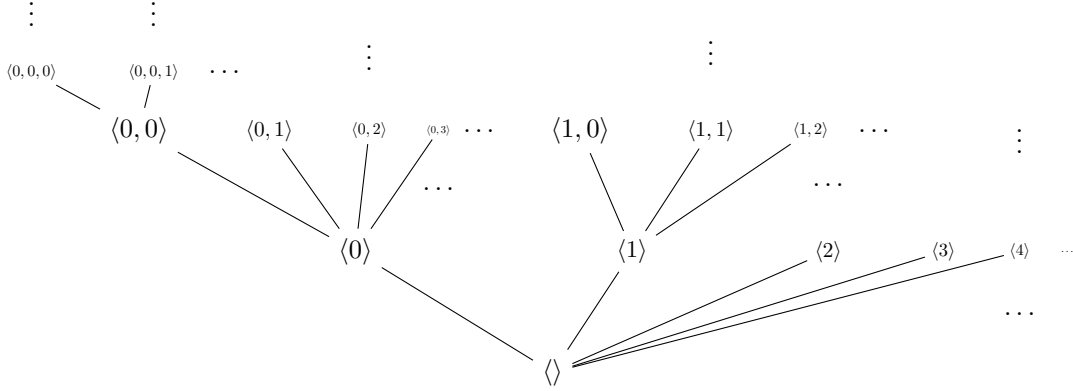 ⋮ ⋮
⋮ ⋮
⟨0, 0, 0⟩ ⟨0, 0, 1⟩ ···
⟨0, 0⟩ ⟨0, 1⟩ ⟨0, 2⟩ ⟨0, 3⟩ ··· ⟨1, 0⟩ ⟨1, 1⟩ ⟨1, 2⟩ ··· ⋮
··· ···
⟨0⟩ ⟨1⟩ ⟨2⟩ ⟨3⟩ ⟨4⟩ ···
···
⟨⟩